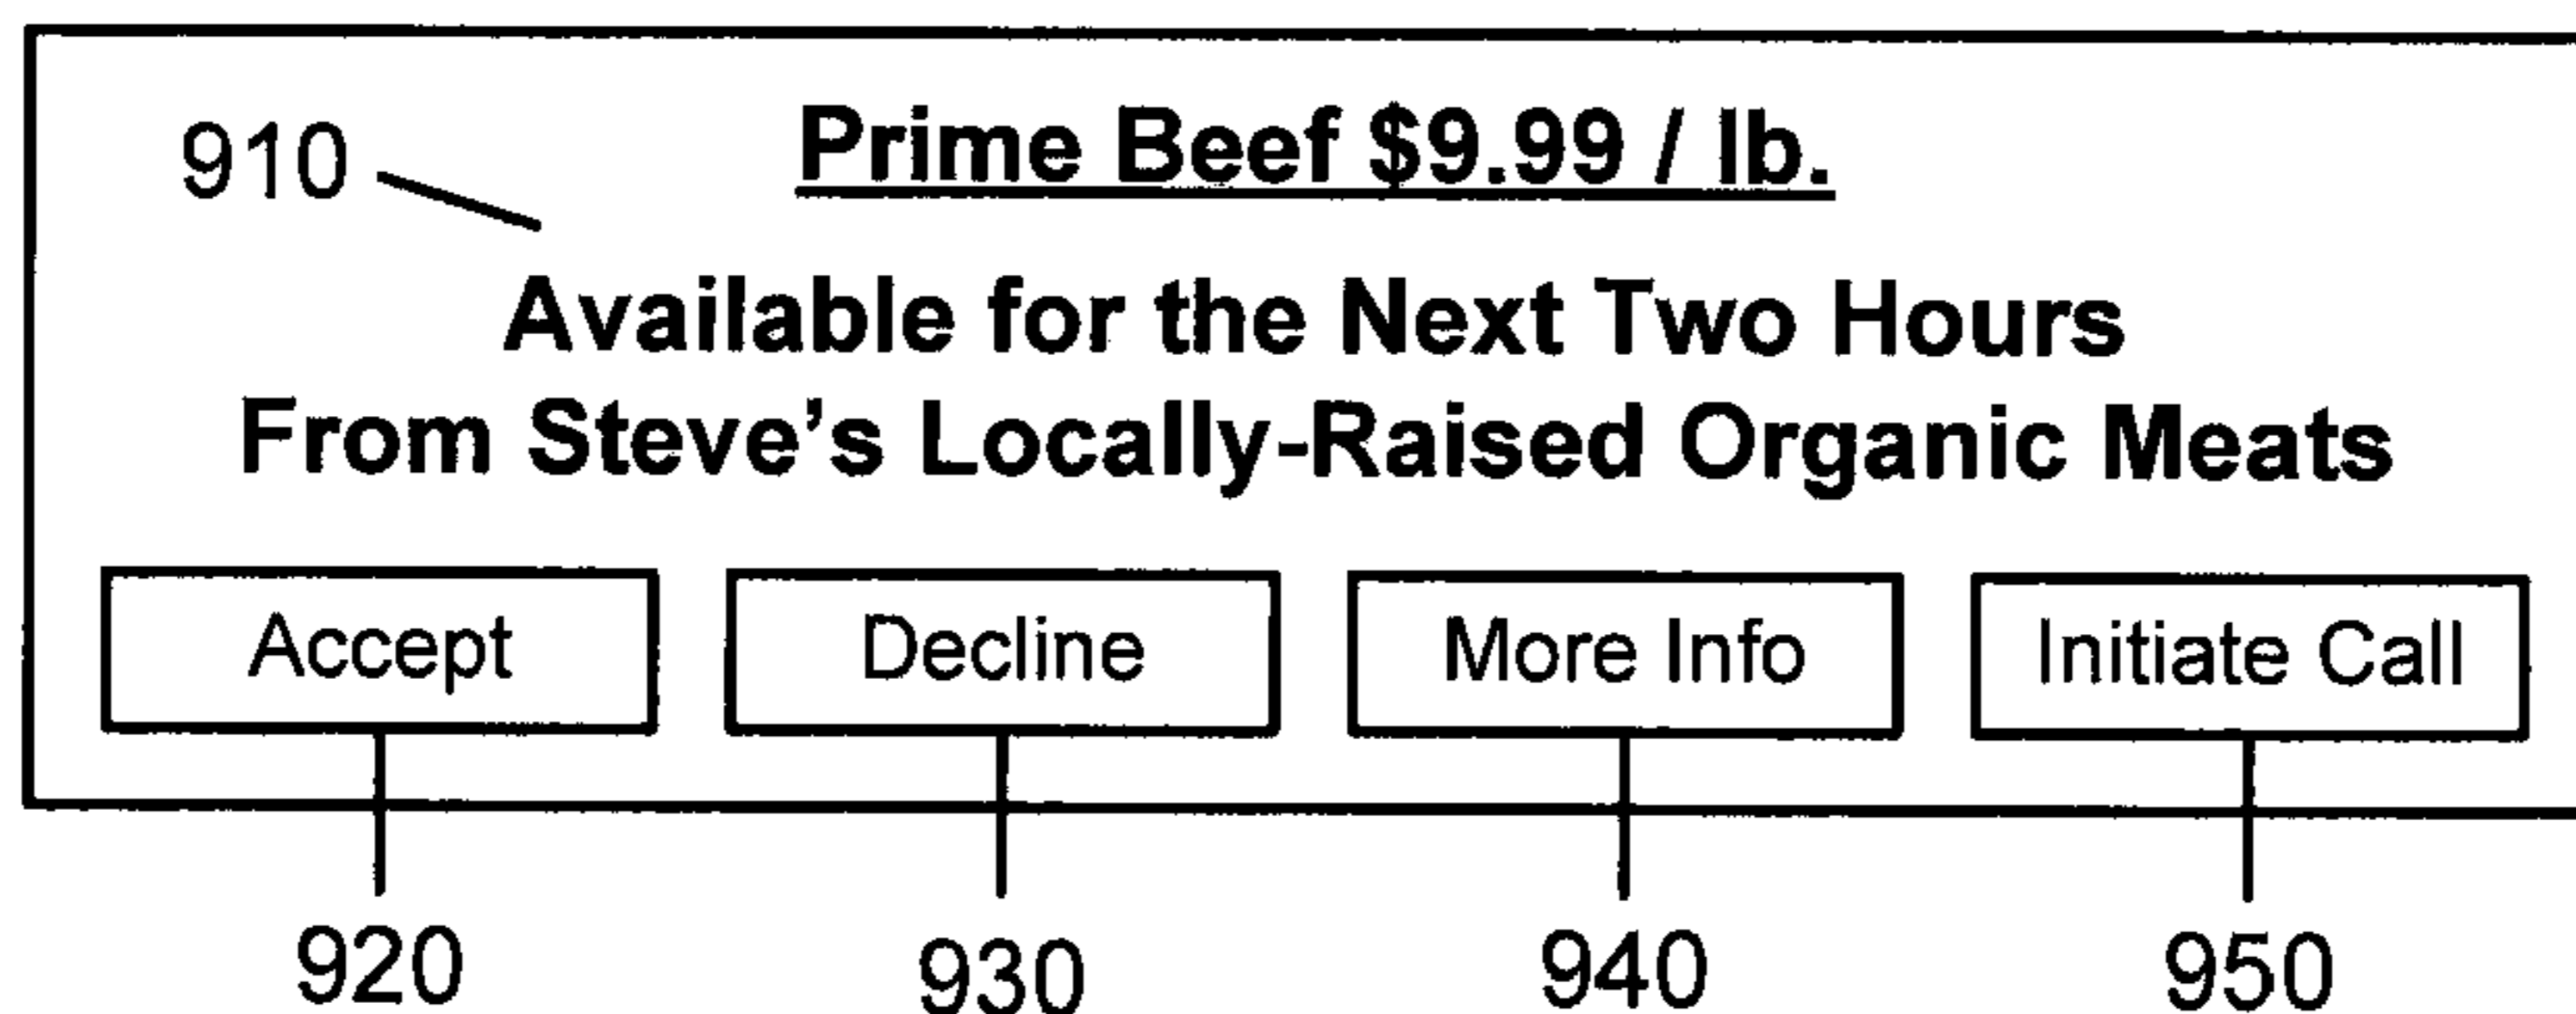 910
Prime Beef $9.99 / lb.
Available for the Next Two Hours
From Steve's Locally-Raised Organic Meats
Accept Decline More Info Initiate Call
920 930 940 950